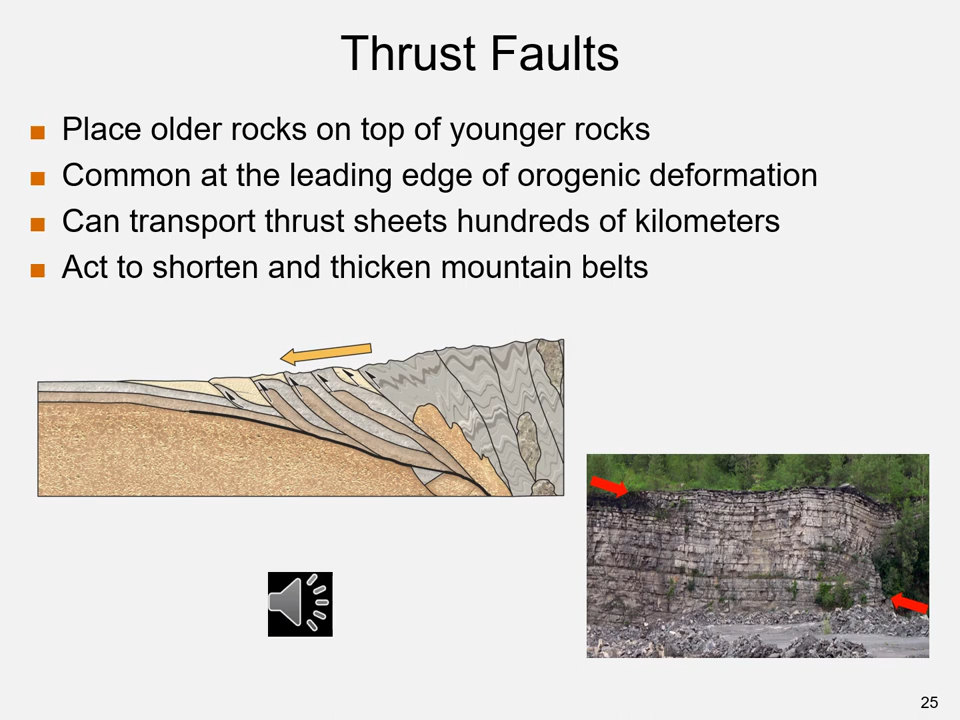 Thrust Faults
Place older rocks on top of younger rocks
Common at the leading edge of orogenic deformation
Can transport thrust sheets hundreds of kilometers
Act to shorten and thicken mountain belts
25